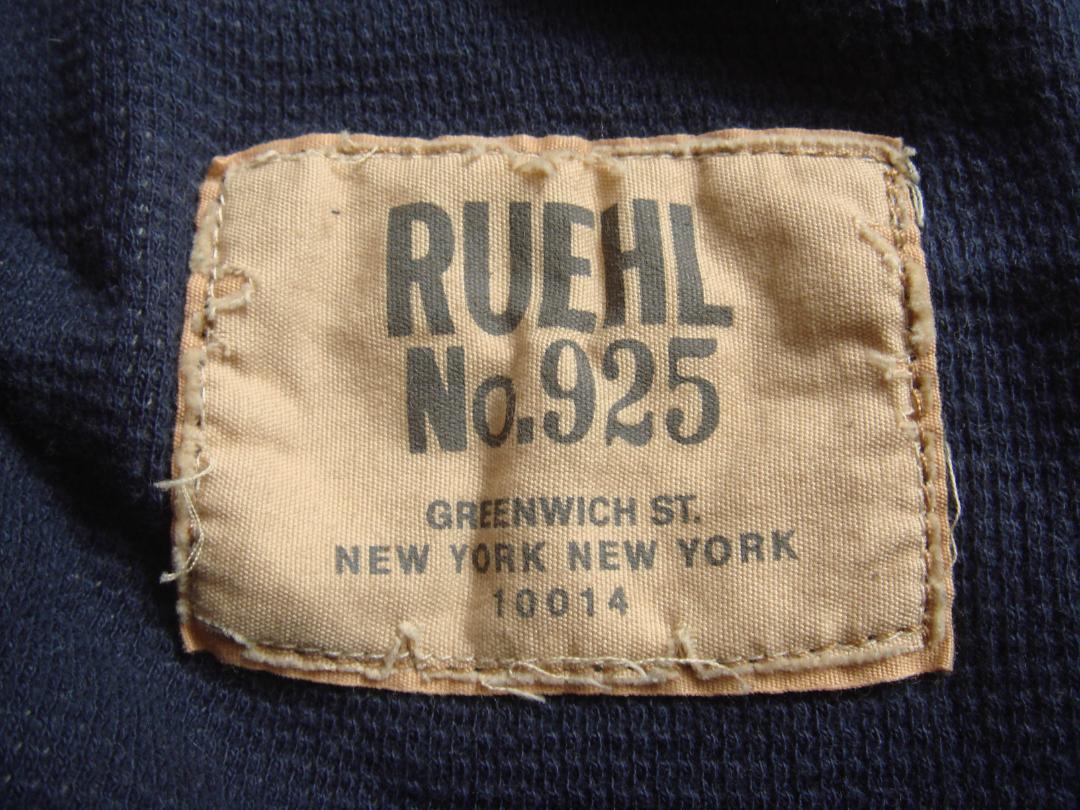 RUEHL
No.925
GREENWICH ST.
NEW YORK NEW YORK
10014